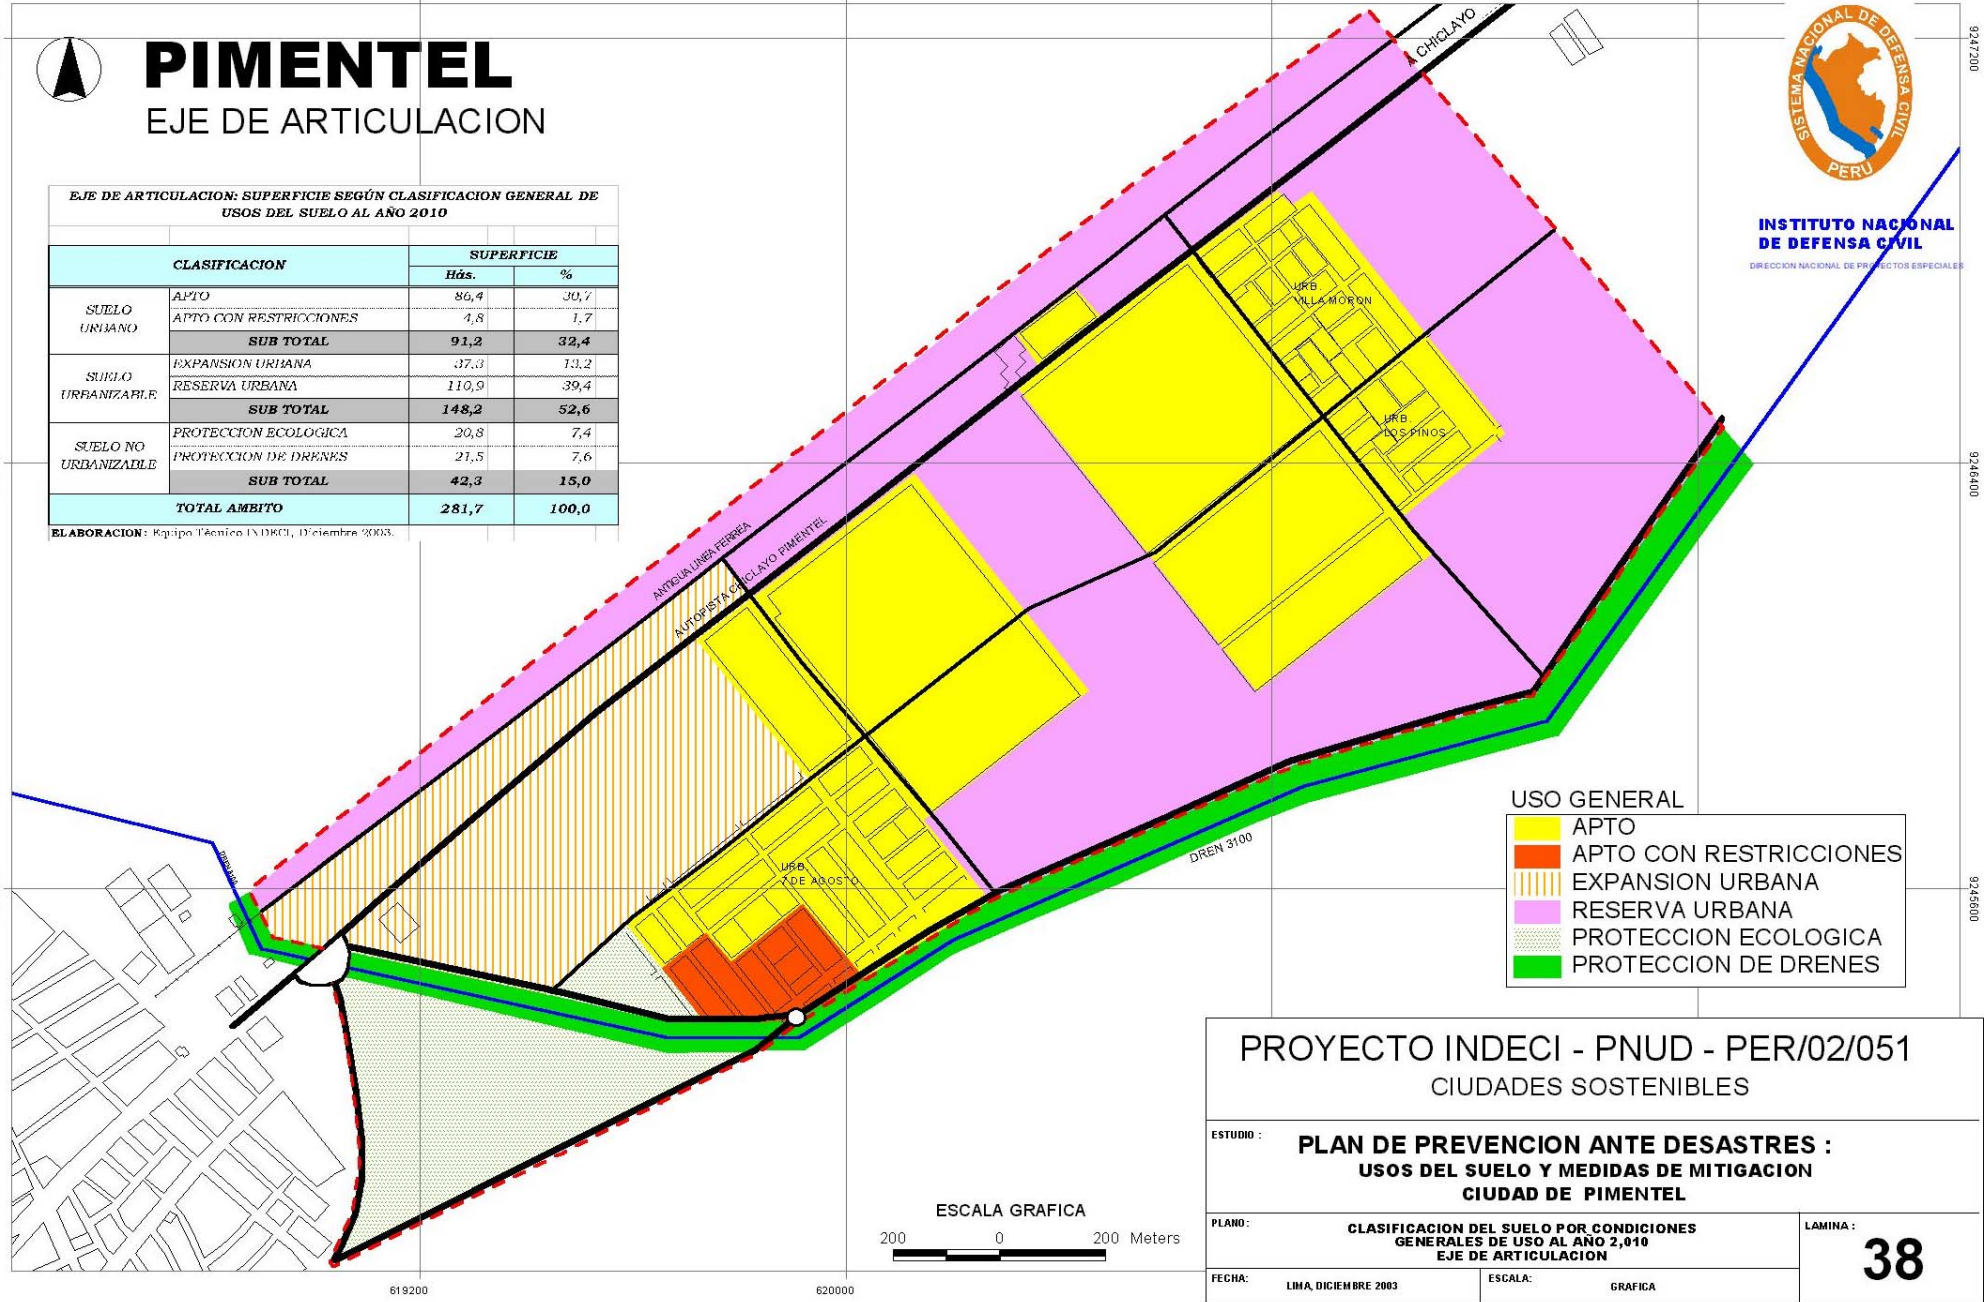 PIMENTEL
EJE DE ARTICULACION
EJE DE ARTICULACION: SUPERFICIE SEGÚN CLASIFICACION GENERAL DE
USOS DEL SUELO AL AÑO 2010
CLASIFICACION SUPERFICIE
Hás. %
SUELO URBANO
APTO 86,4 30,7
APTO CON RESTRICCIONES 4,8 1,7
SUB TOTAL 91,2 32,4
SUELO URBANIZABLE
EXPANSION URBANA 37,3 13,2
RESERVA URBANA 110,9 39,4
SUB TOTAL 148,2 52,6
SUELO NO URBANIZABLE
PROTECCION ECOLOGICA 20,8 7,4
PROTECCION DE DRENES 21,5 7,6
SUB TOTAL 42,3 15,0
TOTAL AMBITO 281,7 100,0
ELABORACION: Equipo Técnico INDECI, Diciembre 2003.
A CHICLAYO
SISTEMA NACIONAL DE DEFENSA CIVIL
PERU
INSTITUTO NACIONAL
DE DEFENSA CIVIL
DIRECCION NACIONAL DE PROYECTOS ESPECIALES
9247200
9246400
9245600
URB.
VILLA MORON
URB.
LOS PINOS
ANTIGUA LINEA FERREA
AUTOPISTA CHICLAYO PIMENTEL
URB.
7 DE AGOSTO
DREN 3100
USO GENERAL
APTO
APTO CON RESTRICCIONES
EXPANSION URBANA
RESERVA URBANA
PROTECCION ECOLOGICA
PROTECCION DE DRENES
PROYECTO INDECI - PNUD - PER/02/051
CIUDADES SOSTENIBLES
ESTUDIO :
PLAN DE PREVENCION ANTE DESASTRES :
USOS DEL SUELO Y MEDIDAS DE MITIGACION
CIUDAD DE PIMENTEL
PLANO:
CLASIFICACION DEL SUELO POR CONDICIONES
GENERALES DE USO AL AÑO 2,010
EJE DE ARTICULACION
LAMINA :
38
FECHA: LIMA, DICIEMBRE 2003
ESCALA: GRAFICA
ESCALA GRAFICA
200 0 200 Meters
619200
620000